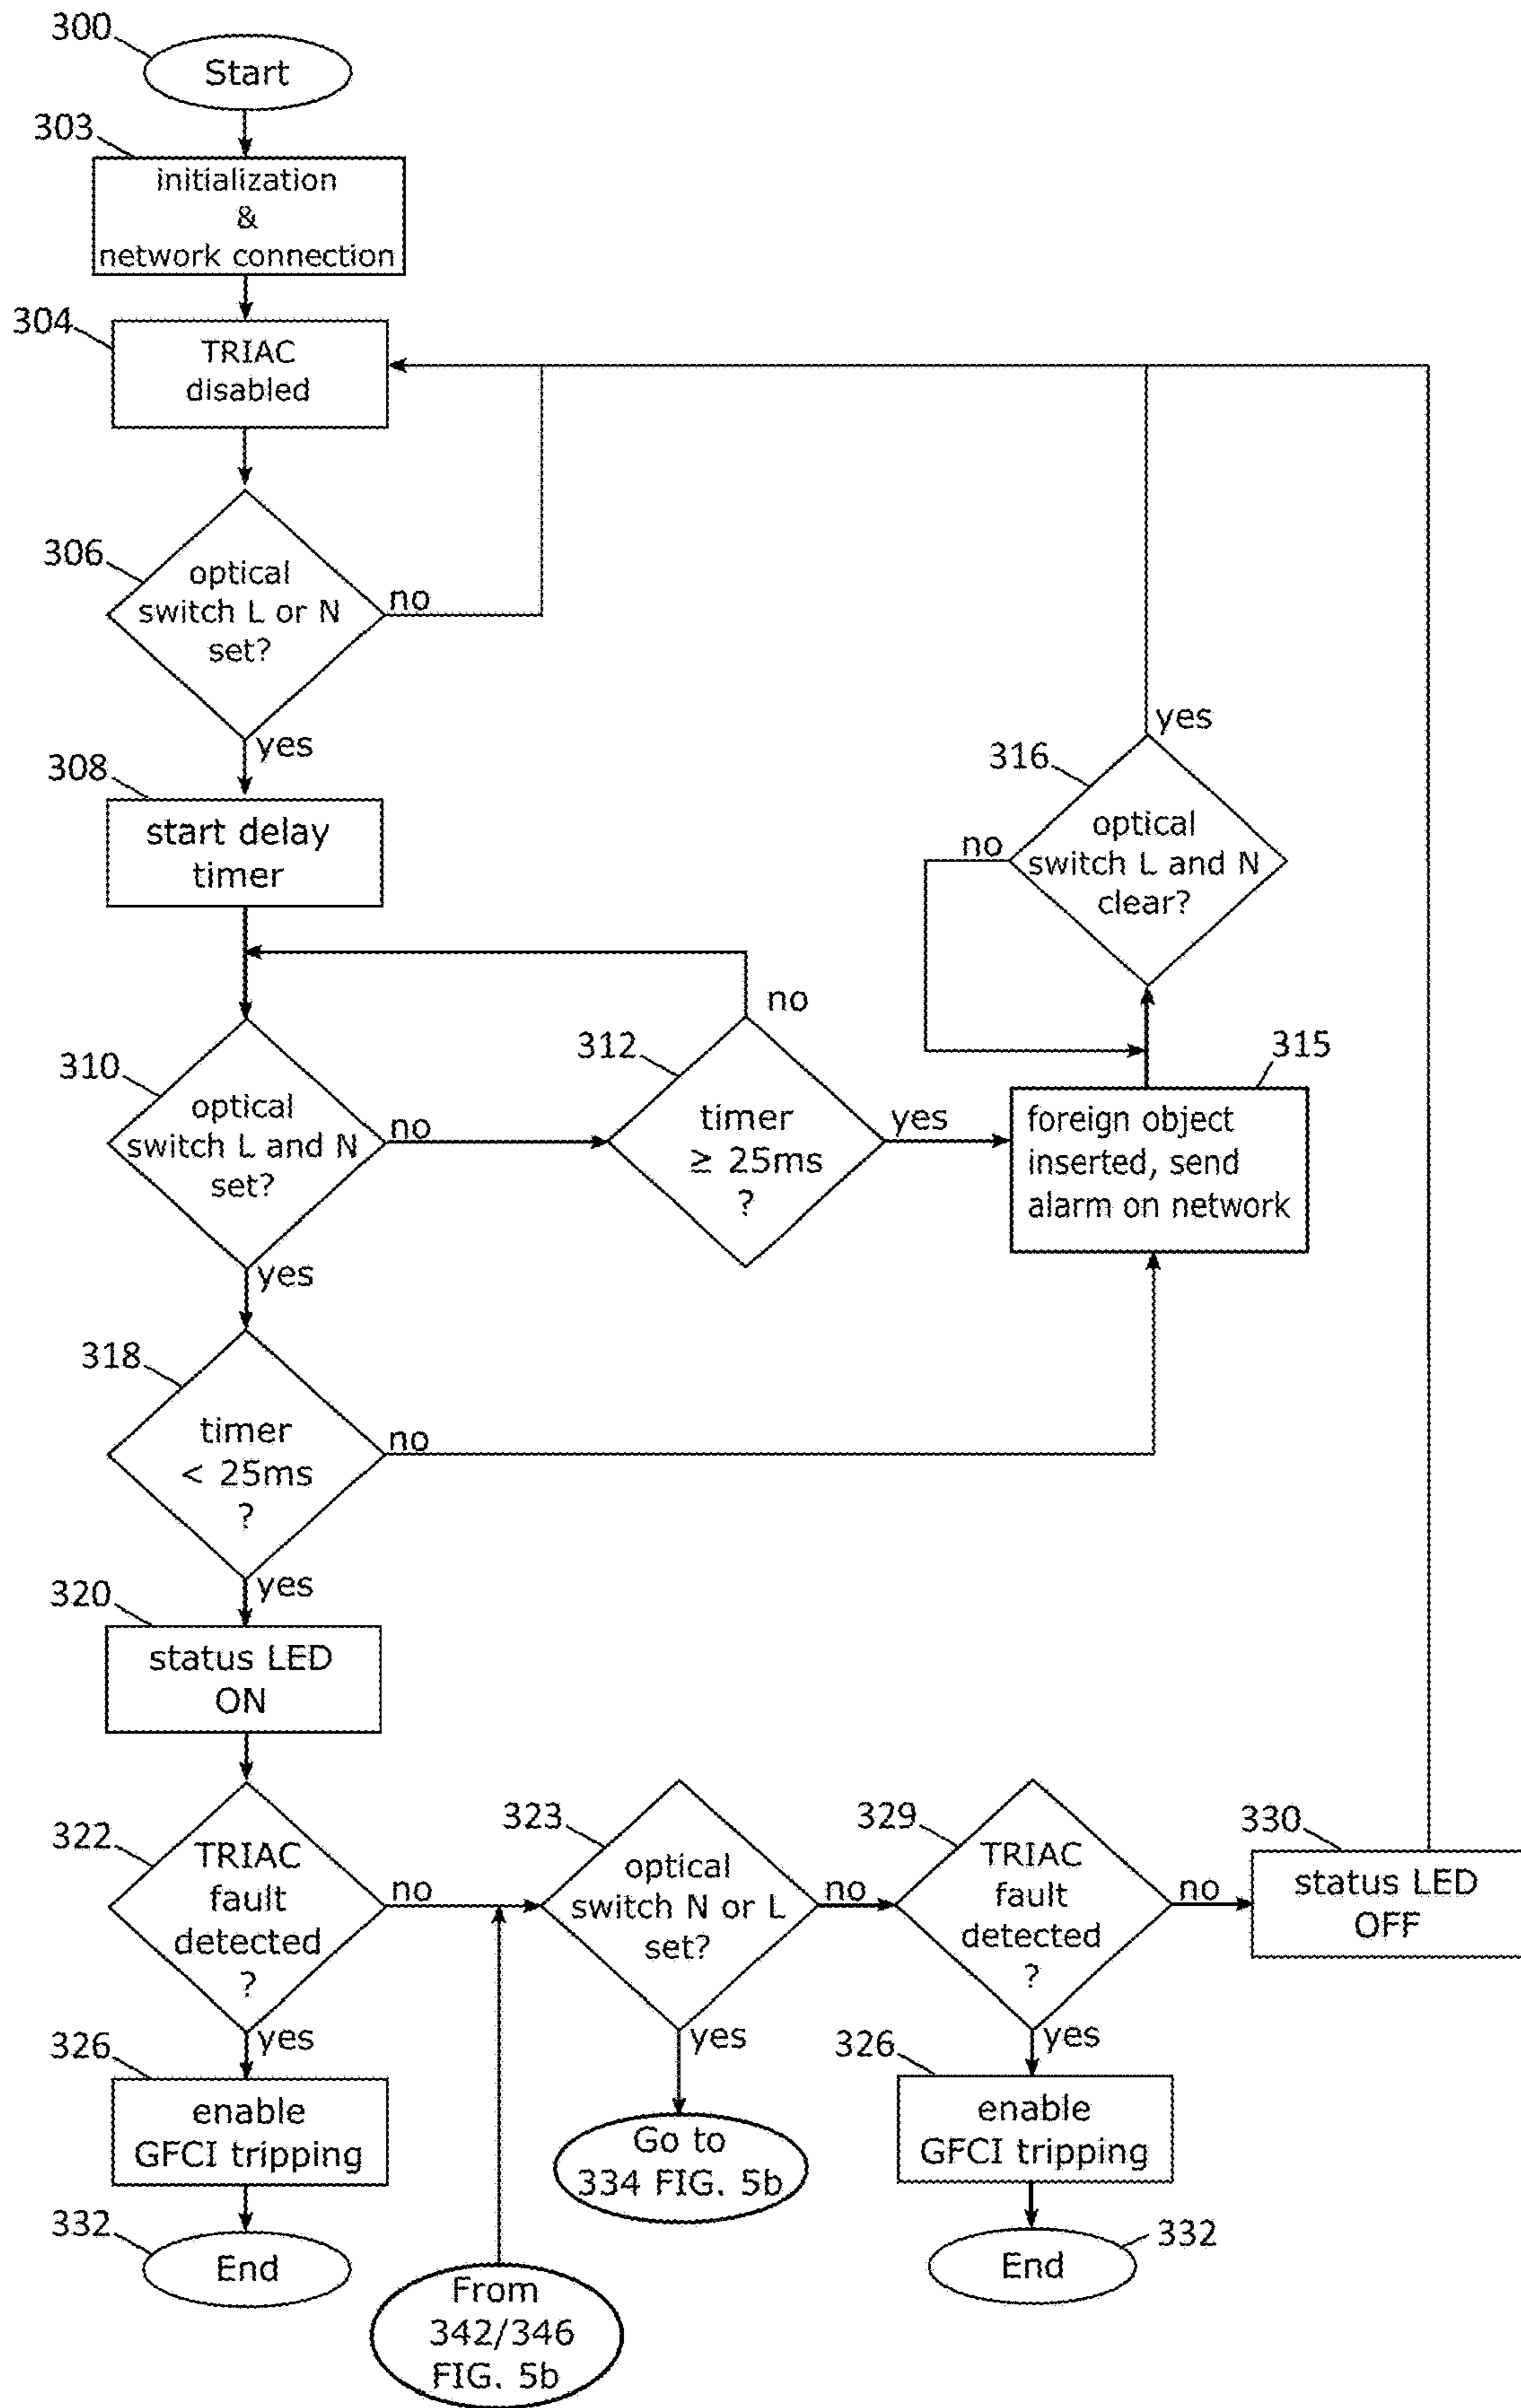 300
Start
303
initialization
&
network connection
304
TRIAC
disabled
306
optical
switch L or N
set?
no
yes
308
start delay
timer
316
yes
optical
switch L and N
clear?
no
310
optical
switch L and N
set?
no
yes
312
no
timer
≥ 25ms
?
yes
315
foreign object
inserted, send
alarm on network
318
timer
< 25ms
?
no
yes
320
status LED
ON
322
TRIAC
fault
detected
?
no
yes
323
optical
switch N or L
set?
no
yes
329
TRIAC
fault
detected
?
no
yes
330
status LED
OFF
326
enable
GFCI tripping
332
End
Go to
334 FIG. 5b
From
342/346
FIG. 5b
326
enable
GFCI tripping
332
End